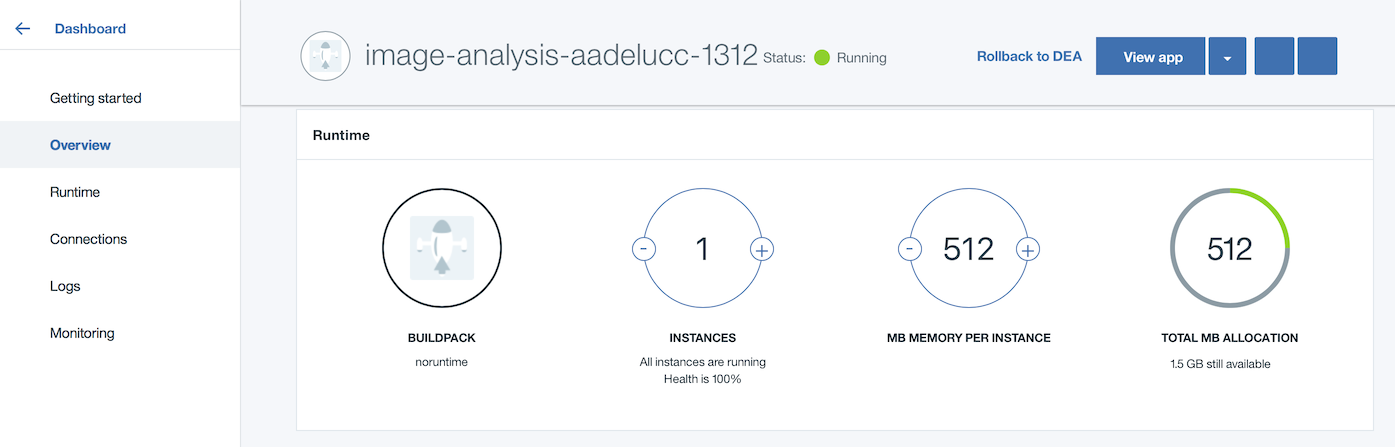 Dashboard
Getting started
Overview
Runtime
Connections
Logs
Monitoring
image-analysis-aadelucc-1312 Status: Running
Rollback to DEA
View app
Runtime
1
512
512
BUILDPACK
noruntime
INSTANCES
All instances are running
Health is 100%
MB MEMORY PER INSTANCE
TOTAL MB ALLOCATION
1.5 GB still available